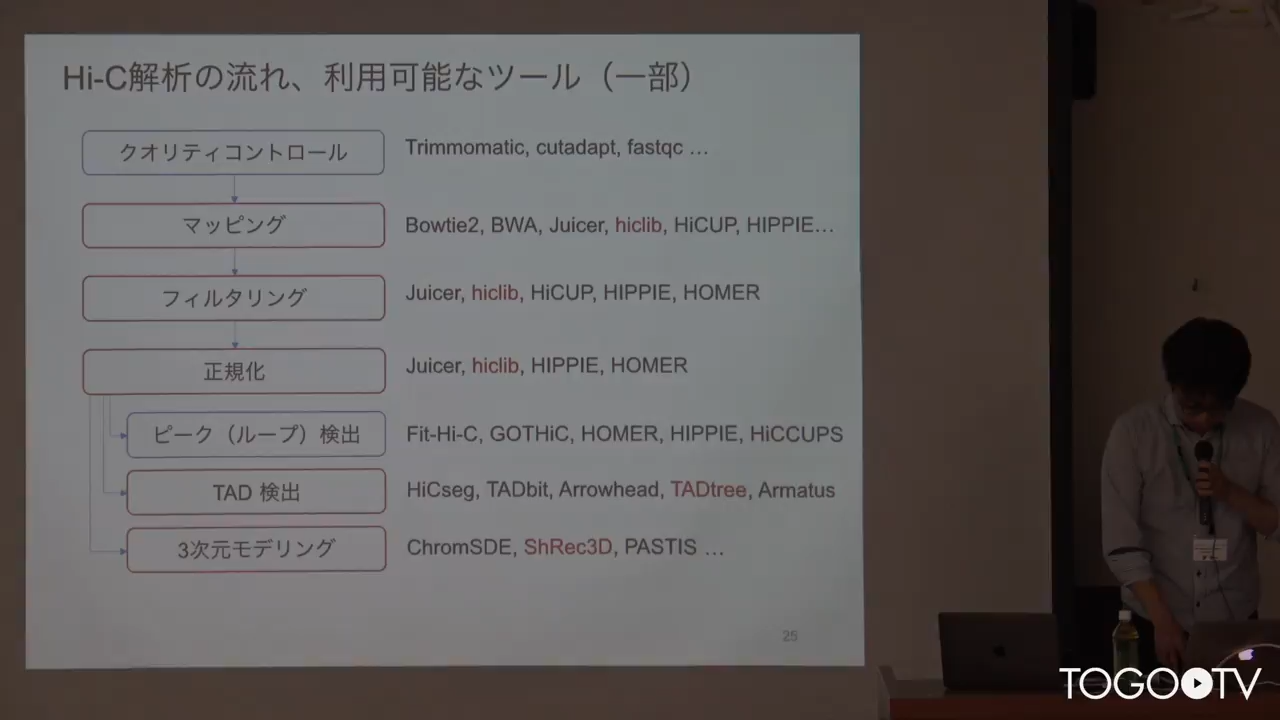 Hi-C解析の流れ、利用可能なツール（一部）
クオリティコントロール
Trimmomatic, cutadapt, fastqc …
マッピング
Bowtie2, BWA, Juicer, hiclib, HiCUP, HIPPIE…
フィルタリング
Juicer, hiclib, HiCUP, HIPPIE, HOMER
正規化
Juicer, hiclib, HIPPIE, HOMER
ピーク（ループ）検出
Fit-Hi-C, GOTHiC, HOMER, HIPPIE, HiCCUPS
TAD 検出
HiCseg, TADbit, Arrowhead, TADtree, Armatus
3次元モデリング
ChromSDE, ShRec3D, PASTIS …
25
TOGO TV